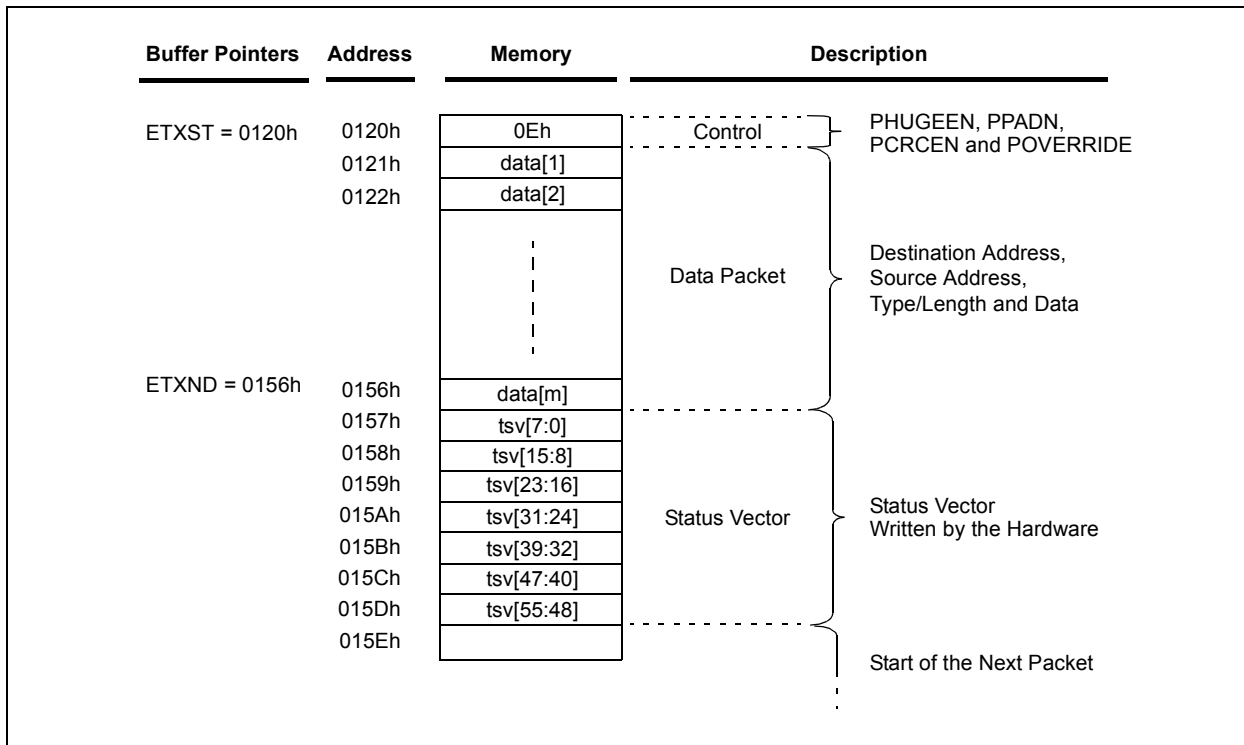 Buffer Pointers Address Memory Description
ETXST = 0120h 0120h 0Eh Control PHUGEEN, PPADN,
PCRCEN and POVERRIDE
0121h data[1]
0122h data[2]
Data Packet Destination Address,
Source Address,
Type/Length and Data
ETXND = 0156h 0156h data[m]
0157h tsv[7:0]
0158h tsv[15:8]
0159h tsv[23:16]
015Ah tsv[31:24] Status Vector Status Vector
Written by the Hardware
015Bh tsv[39:32]
015Ch tsv[47:40]
015Dh tsv[55:48]
015Eh
Start of the Next Packet